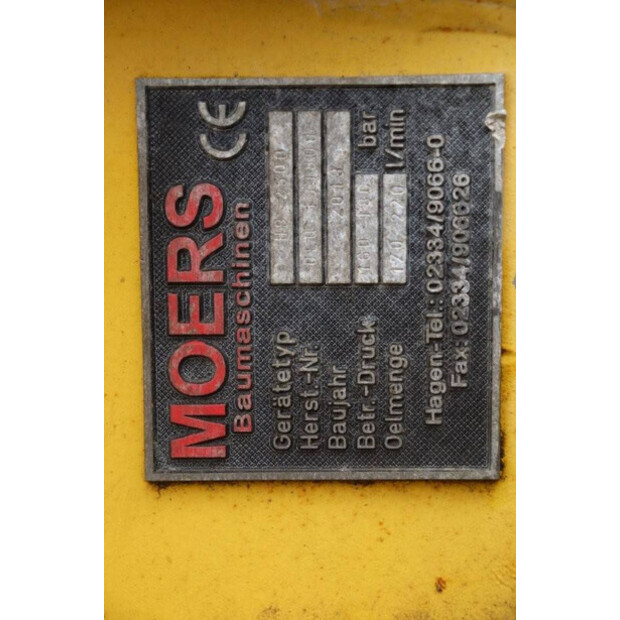 MOERS
Baumaschinen
CE
Gerätetyp
Herst.-Nr.
Baujahr
Betr.-Druck bar
Oelmenge l/min
Hagen-Tel.: 02334/9066-0
Fax: 02334/906626